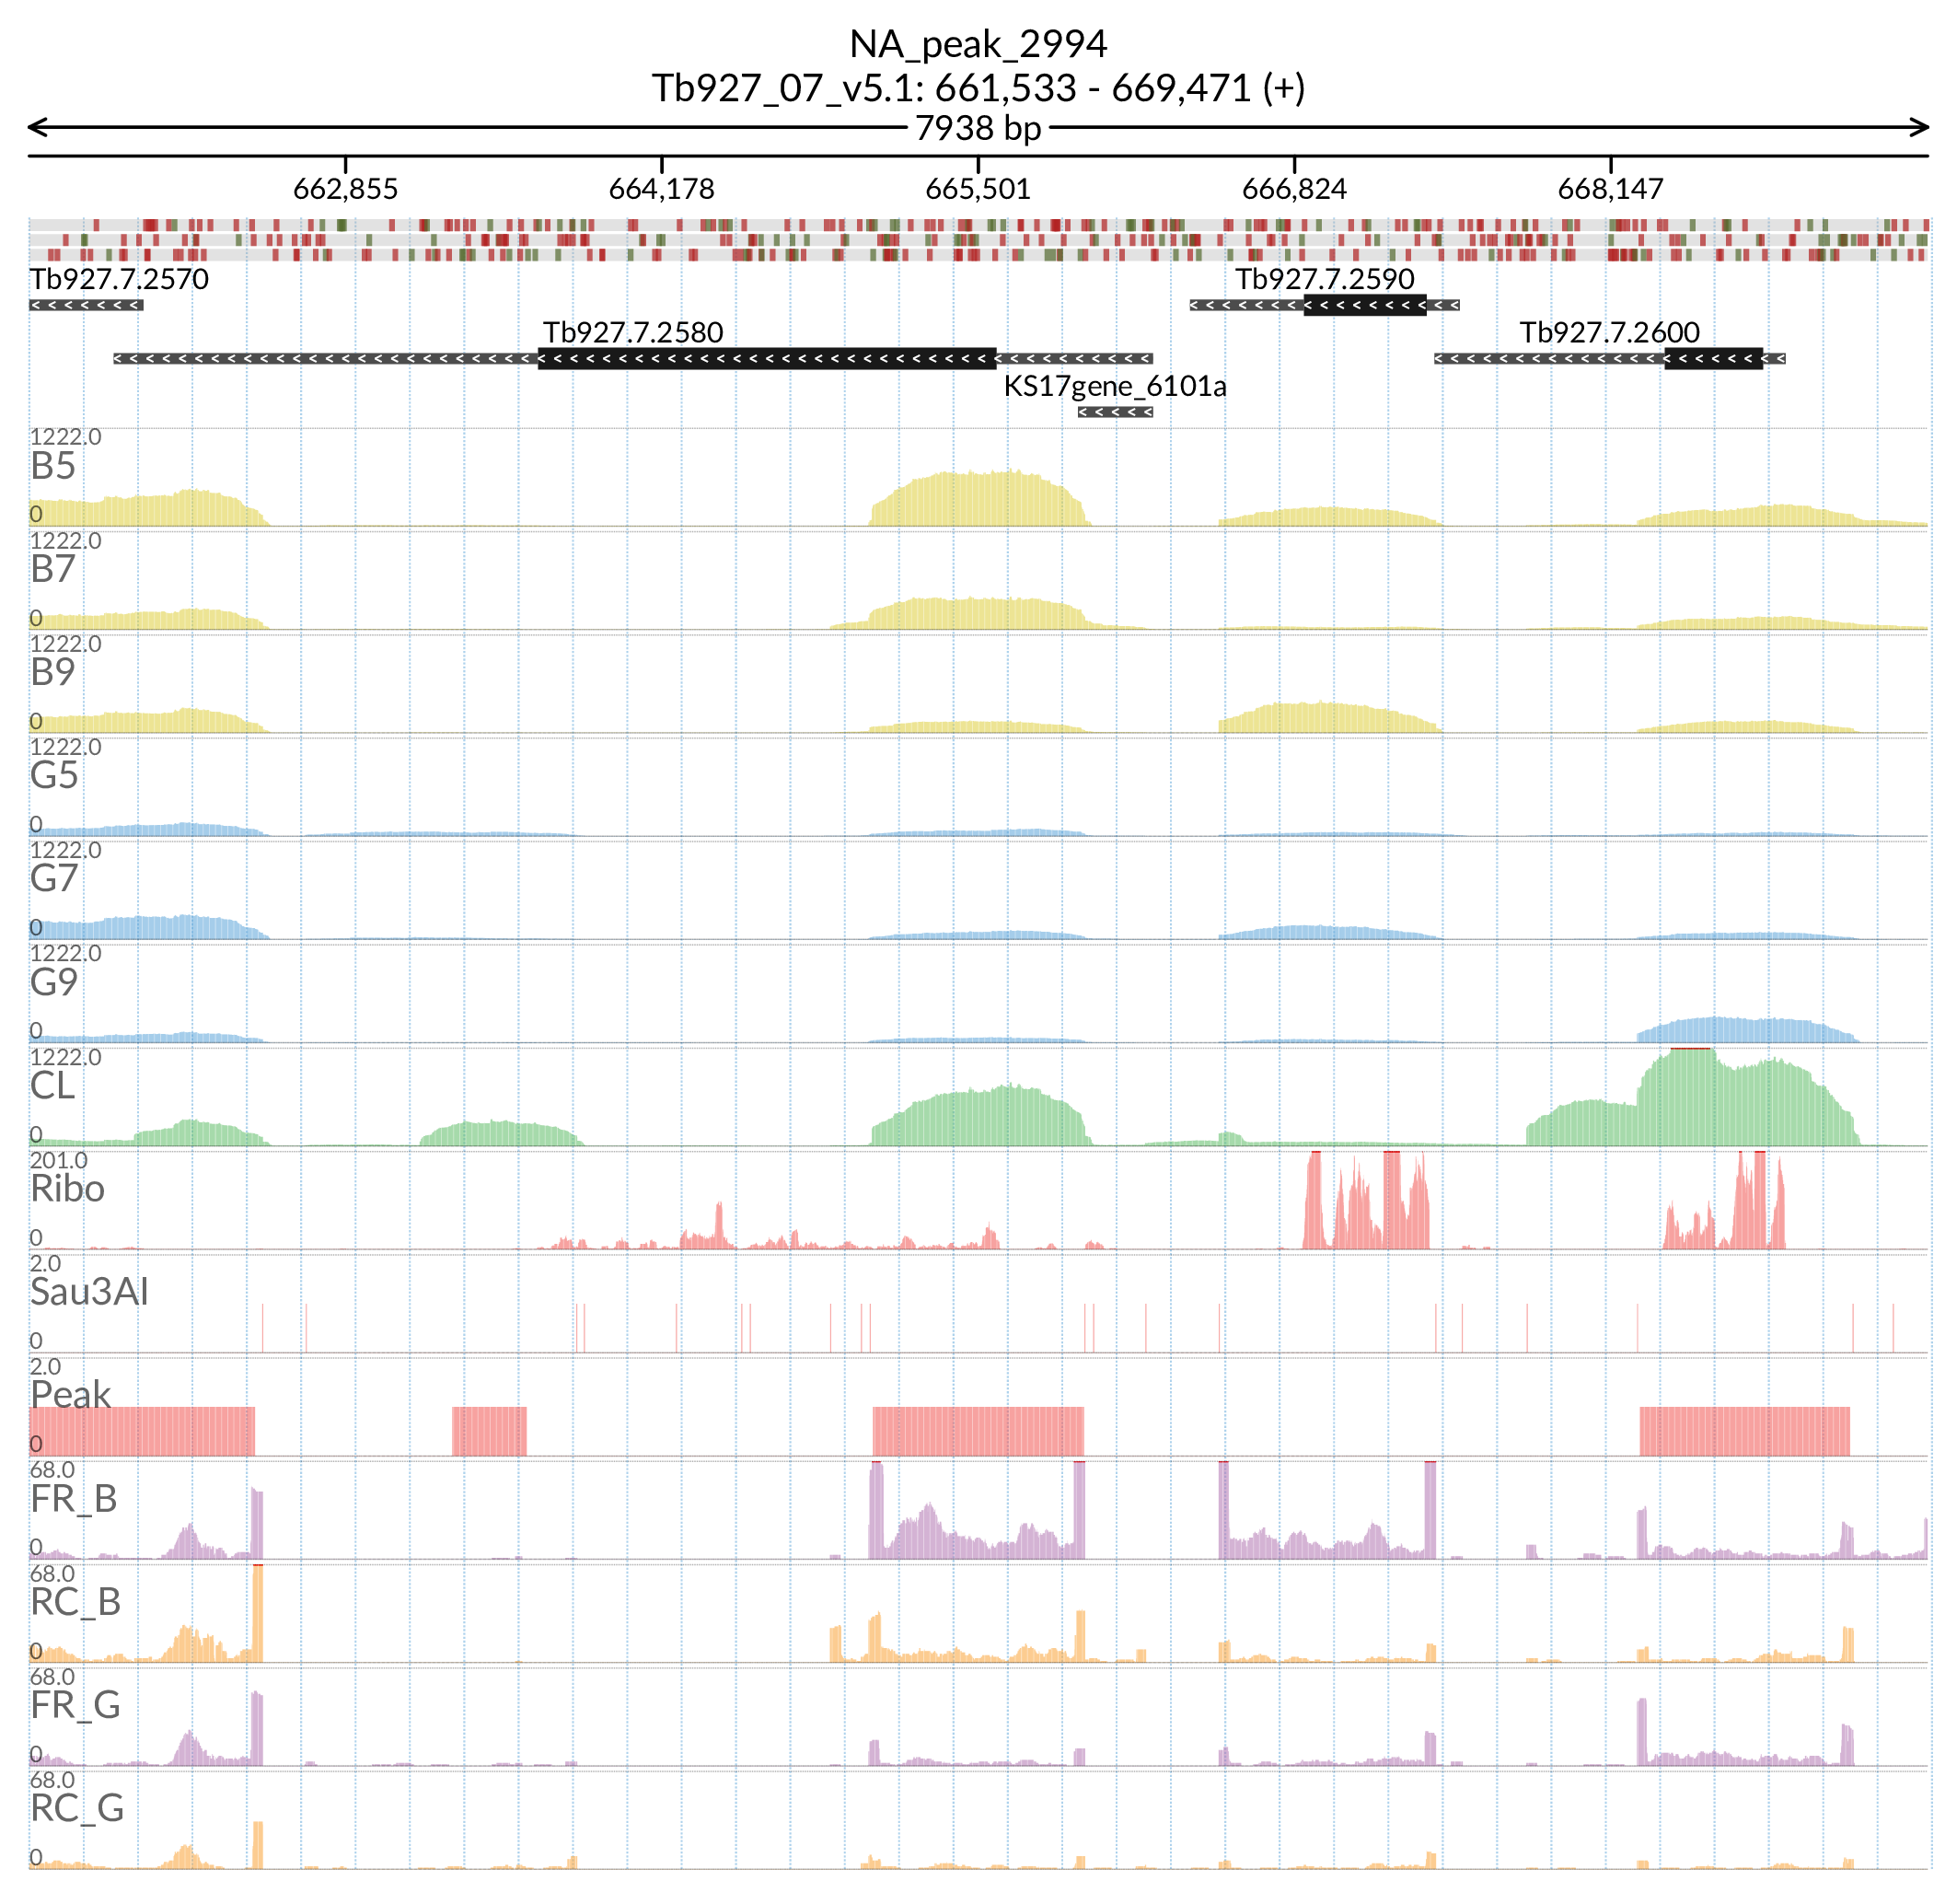 NA_peak_2994
Tb927_07_v5.1: 661,533 - 669,471 (+)
7938 bp
662,855 664,178 665,501 666,824 668,147
Tb927.7.2570 Tb927.7.2590
Tb927.7.2580 Tb927.7.2600
KS17gene_6101a
1222.0
B5
0
1222.0
B7
0
1222.0
B9
0
1222.0
G5
0
1222.0
G7
0
1222.0
G9
0
1222.0
CL
0
201.0
Ribo
0
2.0
Sau3AI
0
2.0
Peak
0
68.0
FR_B
0
68.0
RC_B
0
68.0
FR_G
0
68.0
RC_G
0